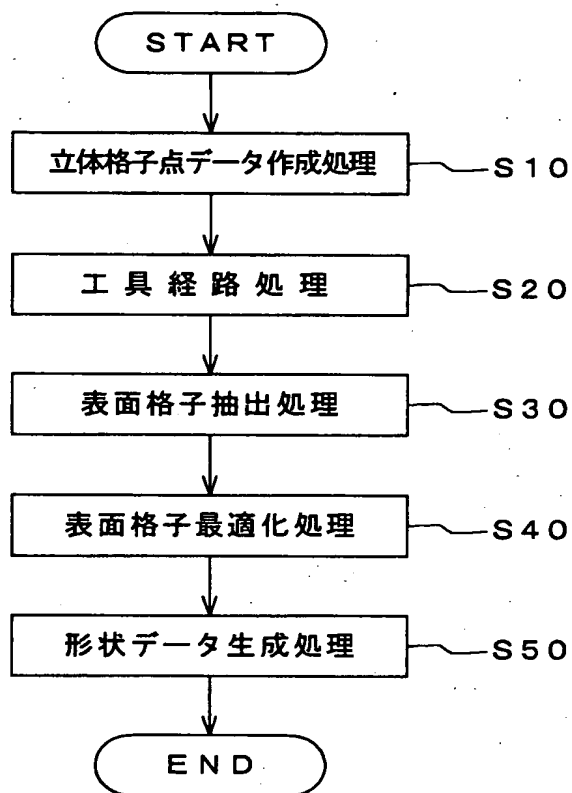 START
立体格子点データ作成処理 S10
工具経路処理 S20
表面格子抽出処理 S30
表面格子最適化処理 S40
形状データ生成処理 S50
END